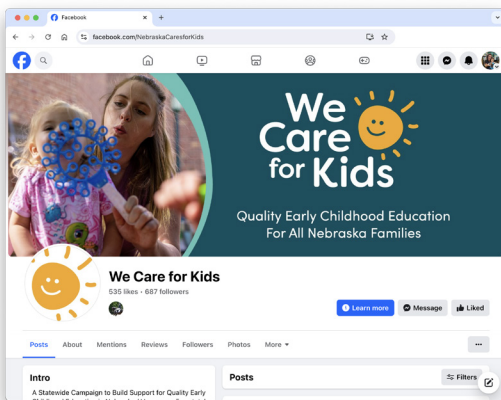 Facebook
facebook.com/NebraskaCaresforKids
We
Care
for Kids
Quality Early Childhood Education
For All Nebraska Families
We Care for Kids
535 likes • 687 followers
Learn more
Message
Liked
Posts About Mentions Reviews Followers Photos More
Intro
Posts
Filters
A Statewide Campaign to Build Support for Quality Early